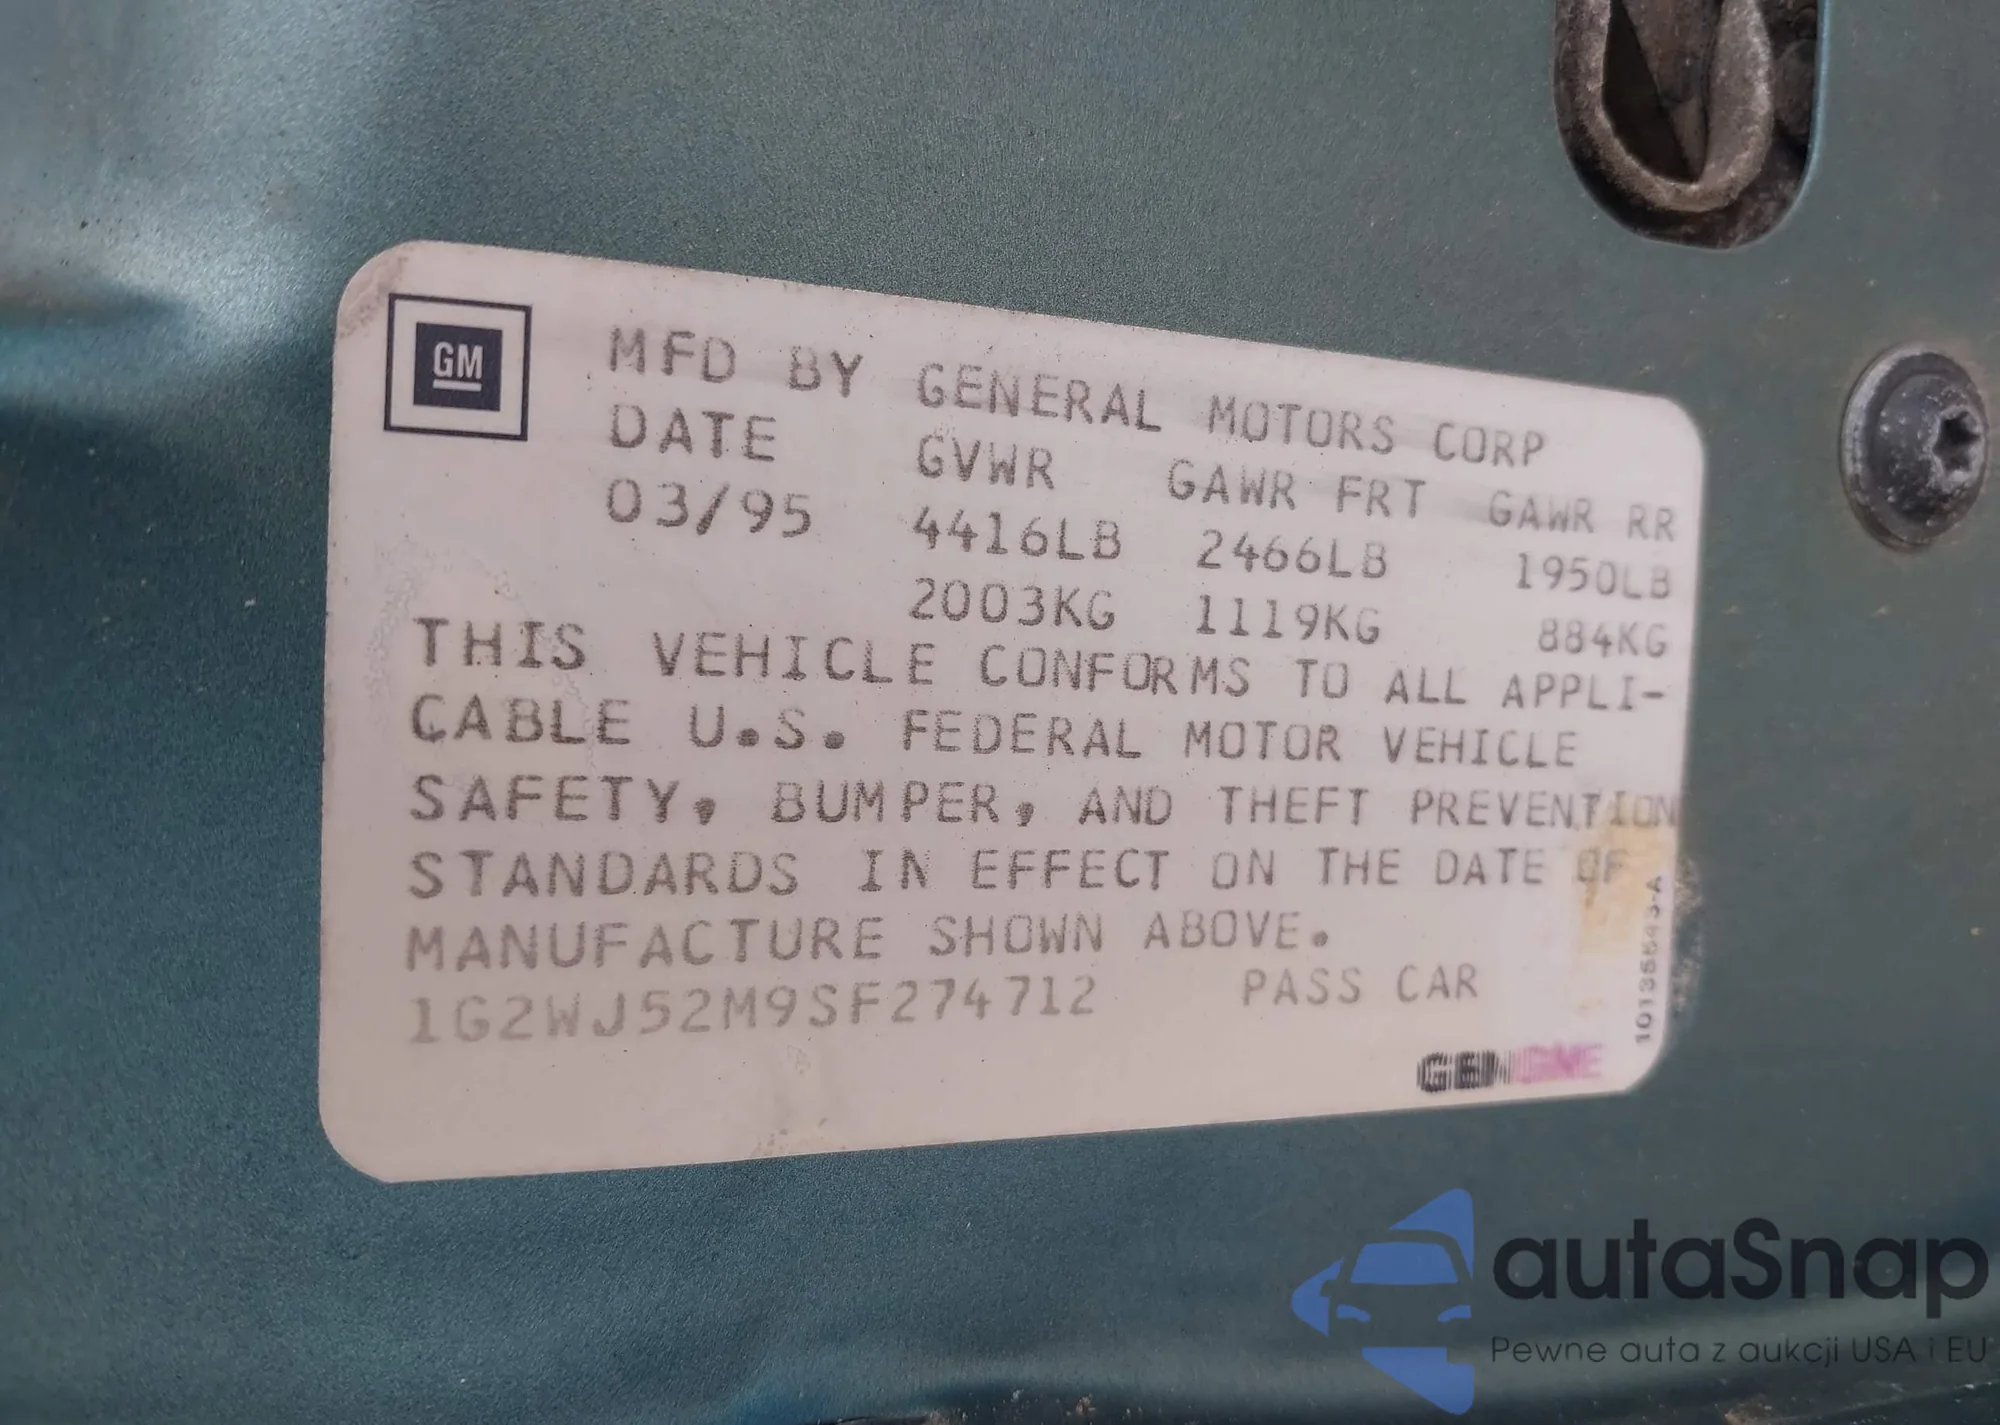 GM
MFD BY GENERAL MOTORS CORP
DATE GVWR GAWR FRT GAWR RR
03/95 4416LB 2466LB 1950LB
2003KG 1119KG 884KG
THIS VEHICLE CONFORMS TO ALL APPLI-
CABLE U.S. FEDERAL MOTOR VEHICLE
SAFETY, BUMPER, AND THEFT PREVENTION
STANDARDS IN EFFECT ON THE DATE OF
MANUFACTURE SHOWN ABOVE.
1G2WJ52M9SF274712 PASS CAR
GENUINE
autaSnap
Pewne auta z aukcji USA i EU